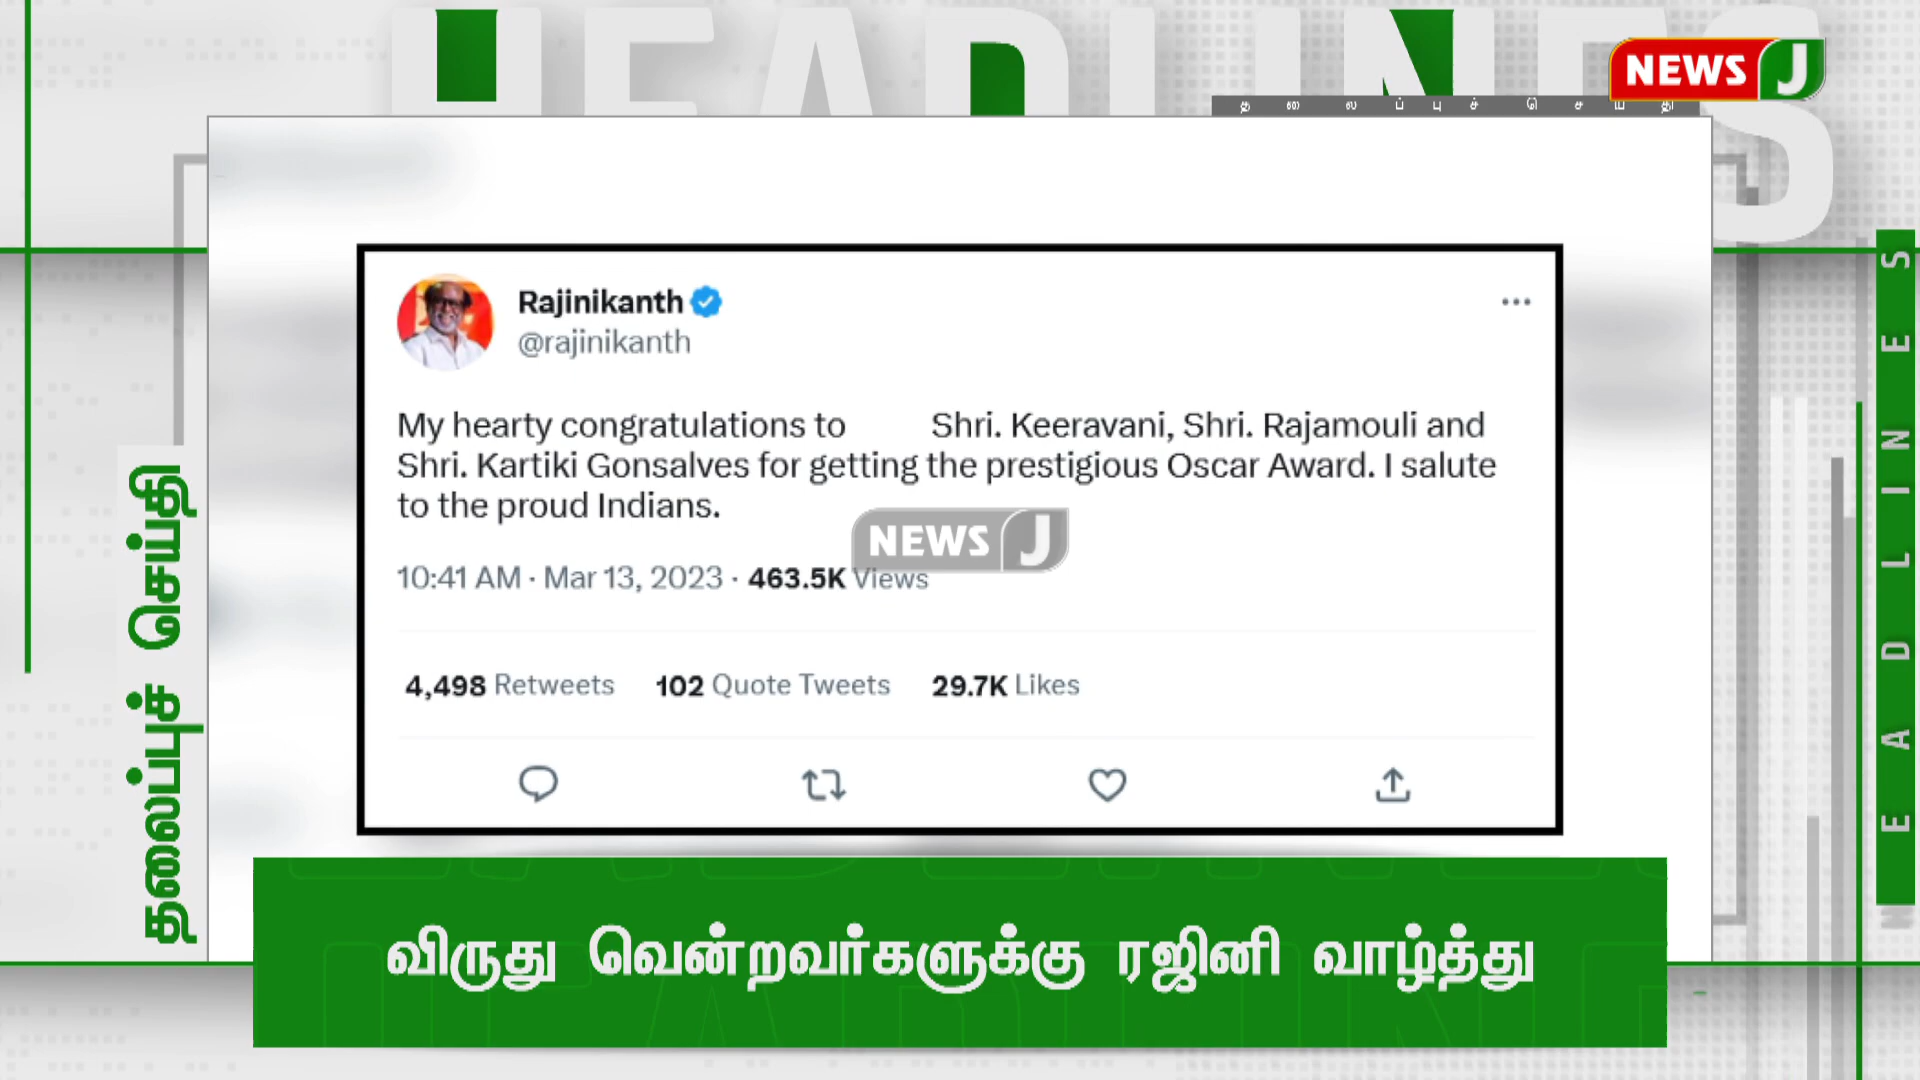 HEADLINES
NEWS J
தலைப்புச் செய்தி
Rajinikanth
@rajinikanth
My hearty congratulations to Shri. Keeravani, Shri. Rajamouli and
Shri. Kartiki Gonsalves for getting the prestigious Oscar Award. I salute
to the proud Indians.
NEWS J
10:41 AM · Mar 13, 2023 · 463.5K Views
4,498 Retweets 102 Quote Tweets 29.7K Likes
தலைப்புச் செய்தி
HEADLINES
விருது வென்றவர்களுக்கு ரஜினி வாழ்த்து